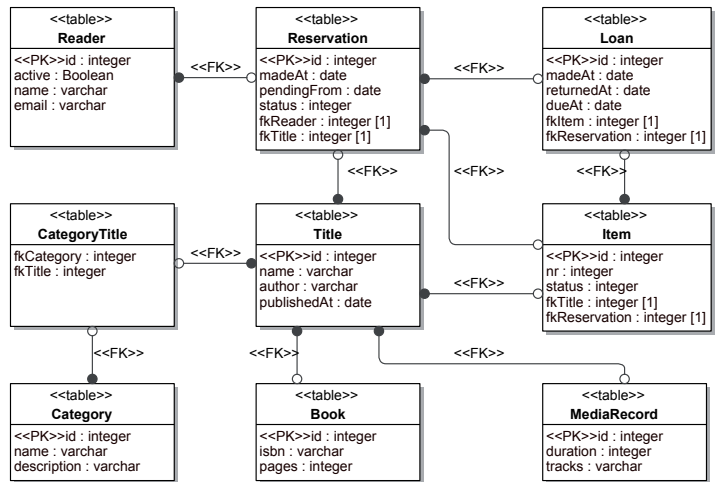 <<table>>
Reader
<<PK>>id : integer
active : Boolean
name : varchar
email : varchar
<<FK>>
<<table>>
Reservation
<<PK>>id : integer
madeAt : date
pendingFrom : date
status : integer
fkReader : integer [1]
fkTitle : integer [1]
<<FK>>
<<table>>
Loan
<<PK>>id : integer
madeAt : date
returnedAt : date
dueAt : date
fkItem : integer [1]
fkReservation : integer [1]
<<FK>>
<<FK>>
<<FK>>
<<table>>
CategoryTitle
fkCategory : integer
fkTitle : integer
<<FK>>
<<table>>
Title
<<PK>>id : integer
name : varchar
author : varchar
publishedAt : date
<<FK>>
<<table>>
Item
<<PK>>id : integer
nr : integer
status : integer
fkTitle : integer [1]
fkReservation : integer [1]
<<FK>>
<<FK>>
<<FK>>
<<table>>
Category
<<PK>>id : integer
name : varchar
description : varchar
<<table>>
Book
<<PK>>id : integer
isbn : varchar
pages : integer
<<table>>
MediaRecord
<<PK>>id : integer
duration : integer
tracks : varchar